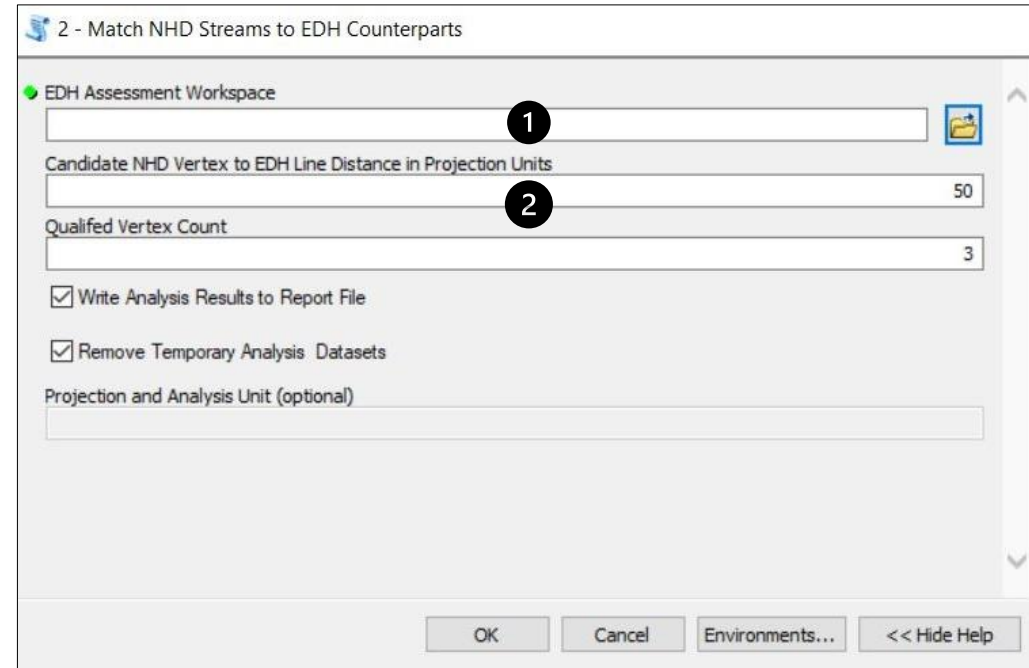 2 - Match NHD Streams to EDH Counterparts
EDH Assessment Workspace
1
Candidate NHD Vertex to EDH Line Distance in Projection Units
50
2
Qualifed Vertex Count
3
Write Analysis Results to Report File
Remove Temporary Analysis Datasets
Projection and Analysis Unit (optional)
OK Cancel Environments... << Hide Help